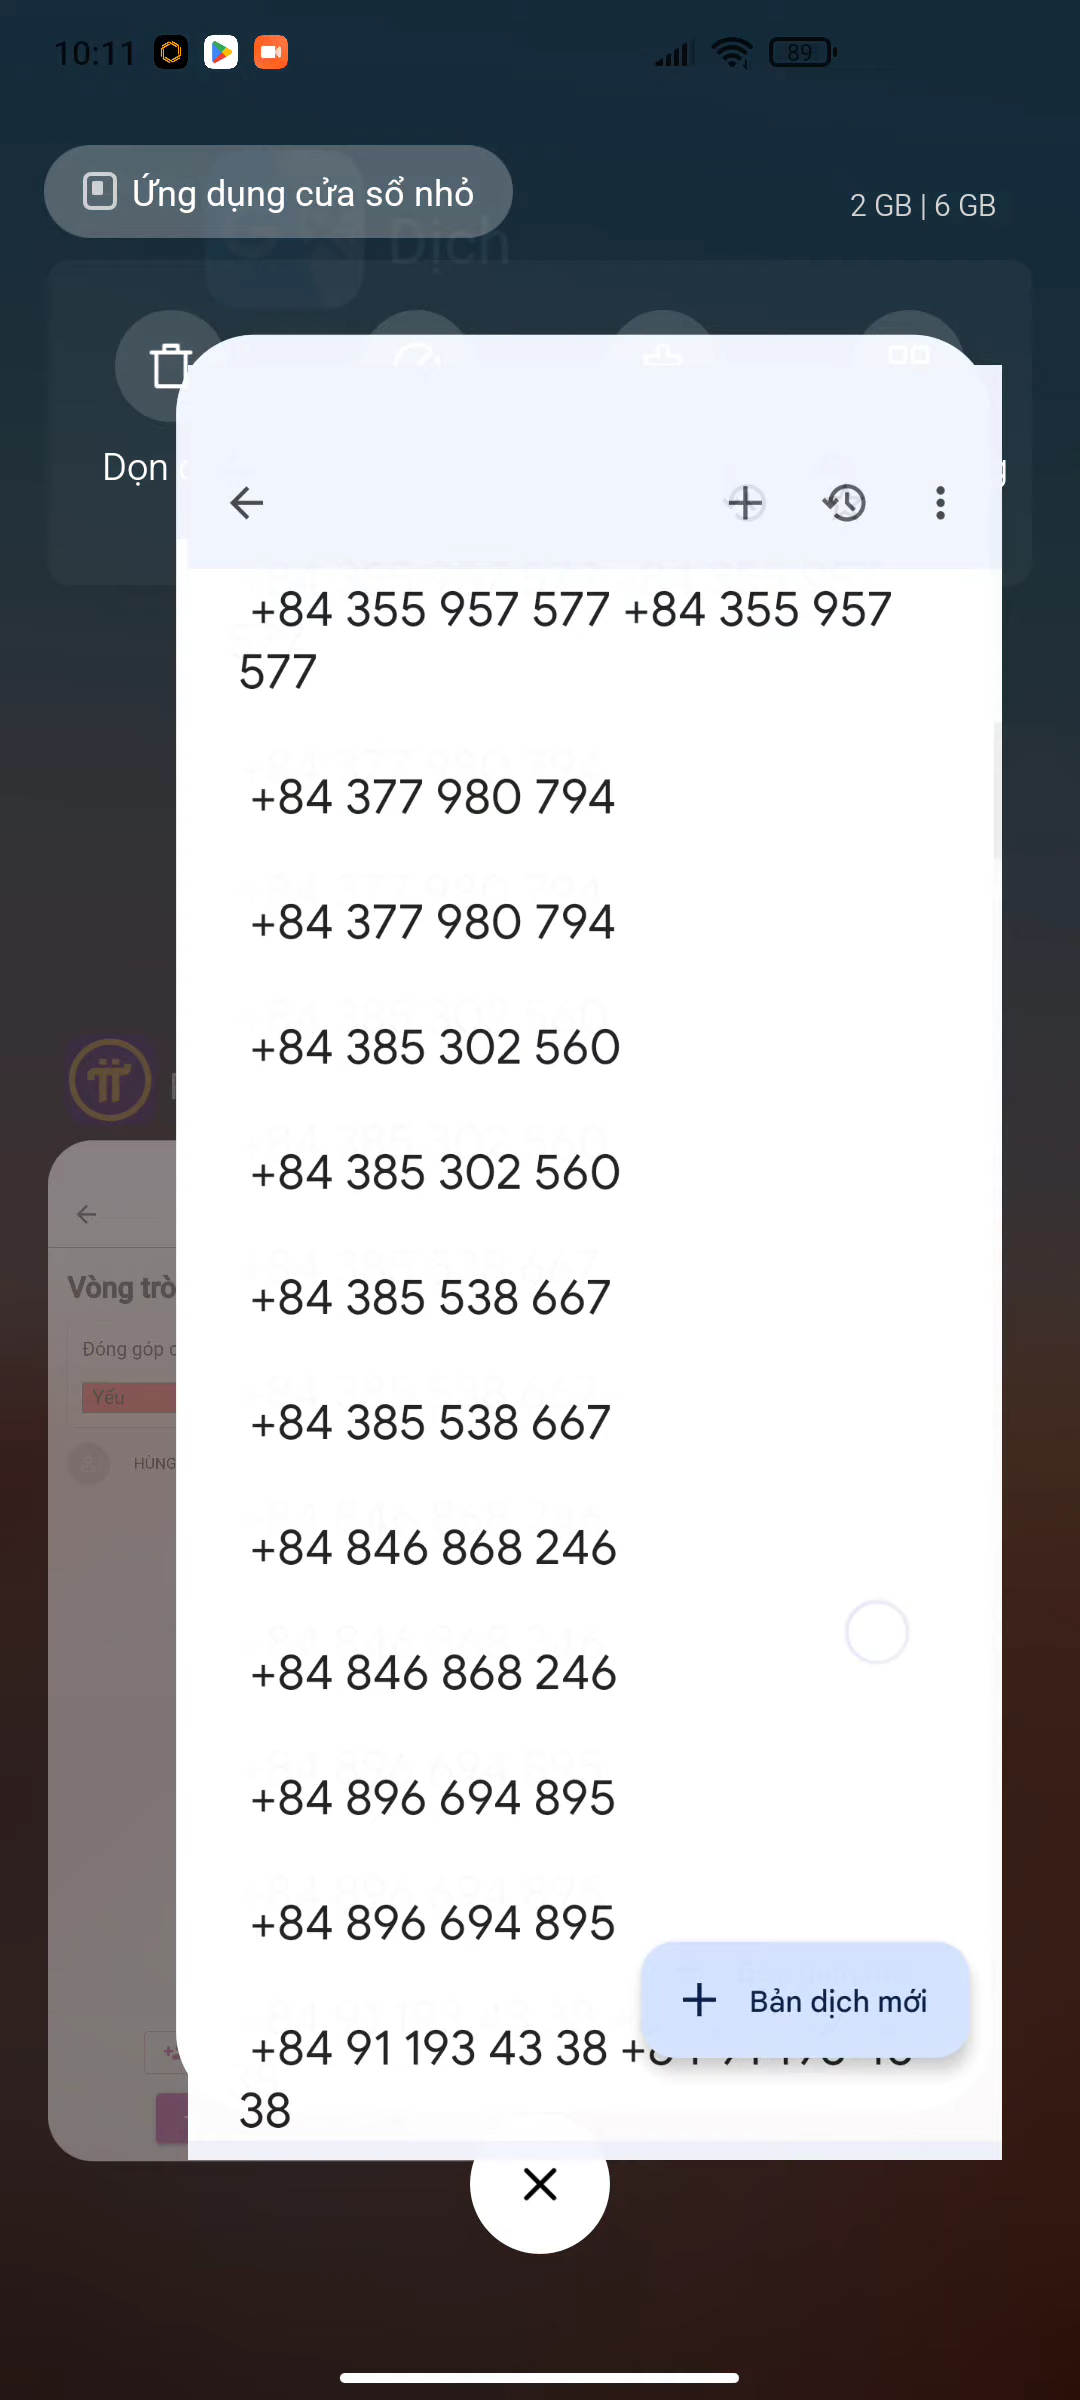 10:11
89
Ứng dụng cửa sổ nhỏ
2 GB | 6 GB
Dịch
Dọn
+84 355 957 577 +84 355 957
577
+84 377 980 794
+84 377 980 794
+84 385 302 560
+84 385 302 560
+84 385 538 667
+84 385 538 667
+84 846 868 246
+84 846 868 246
+84 896 694 895
+84 896 694 895
+84 91 193 43 38
38
Bản dịch mới
Vòng trò
Đóng góp
Yếu
HÙNG